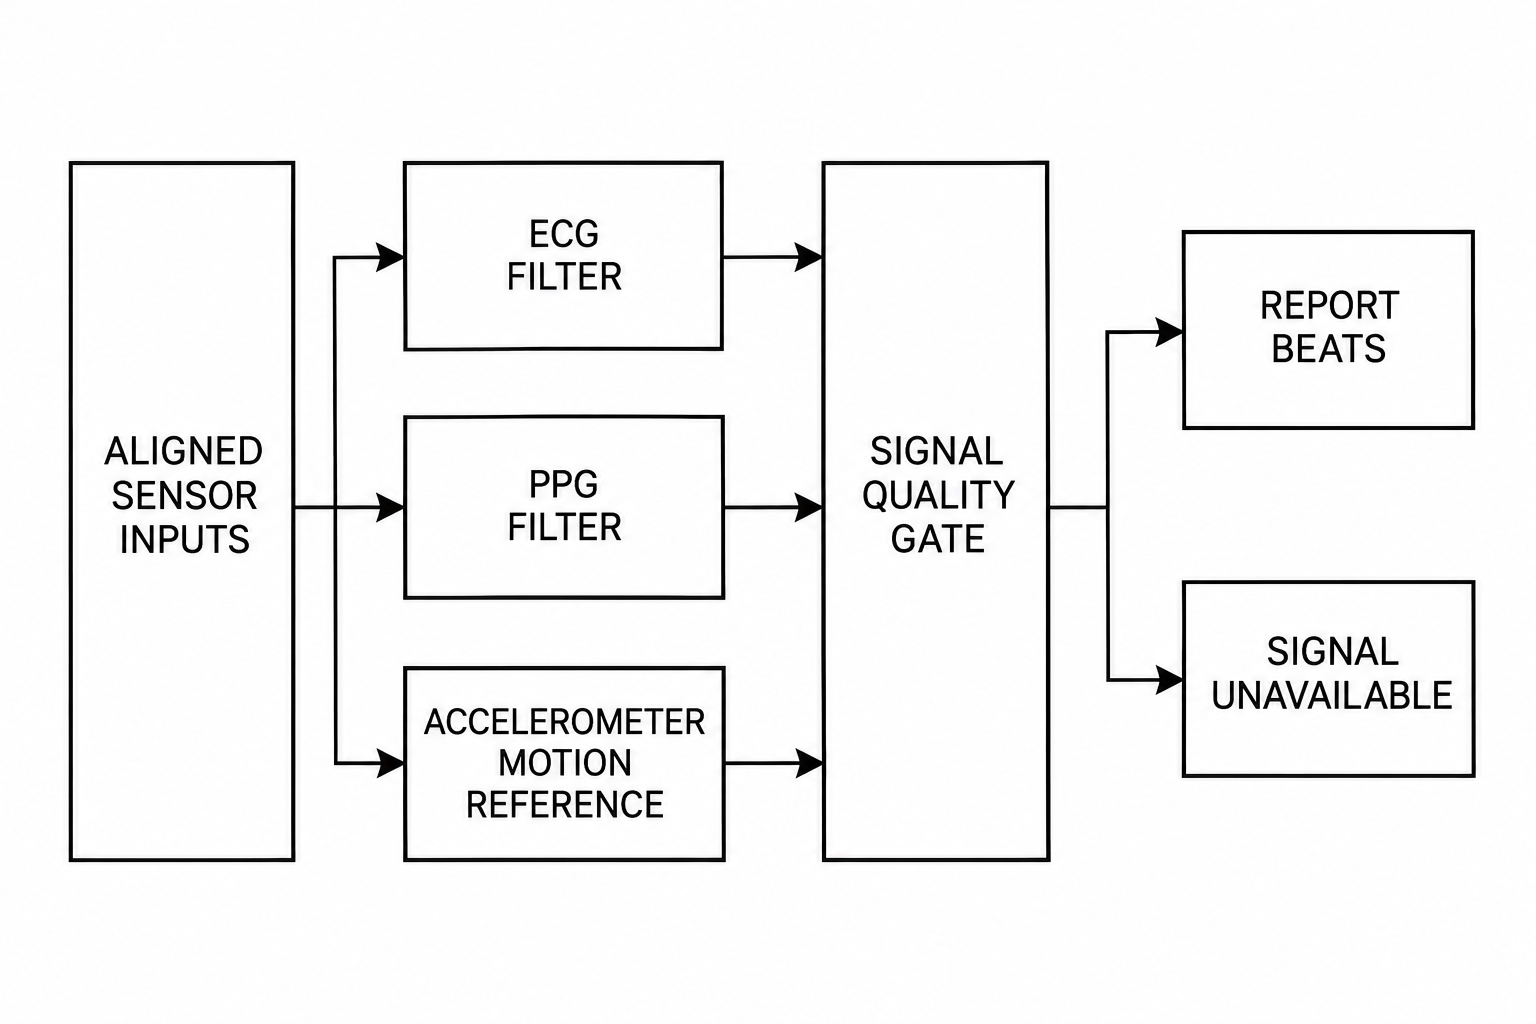 ALIGNED
SENSOR
INPUTS
ECG
FILTER
PPG
FILTER
ACCELEROMETER
MOTION
REFERENCE
SIGNAL
QUALITY
GATE
REPORT
BEATS
SIGNAL
UNAVAILABLE